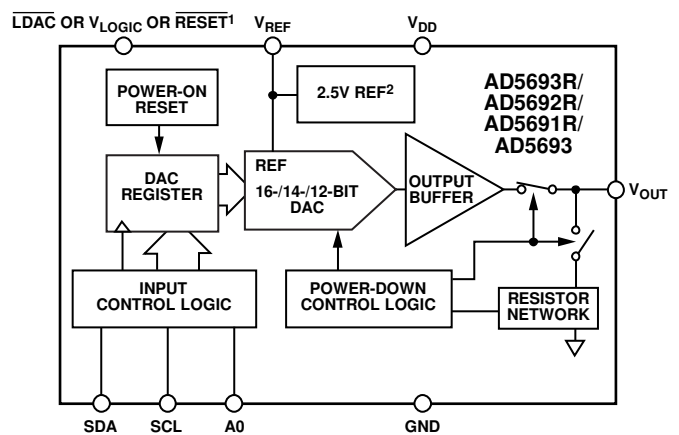 LDAC OR VLOGIC OR RESET1
VREF
VDD
POWER-ON
RESET
2.5V REF2
AD5693R/
AD5692R/
AD5691R/
AD5693
DAC
REGISTER
REF
16-/14-/12-BIT
DAC
OUTPUT
BUFFER
VOUT
INPUT
CONTROL LOGIC
POWER-DOWN
CONTROL LOGIC
RESISTOR
NETWORK
SDA
SCL
A0
GND